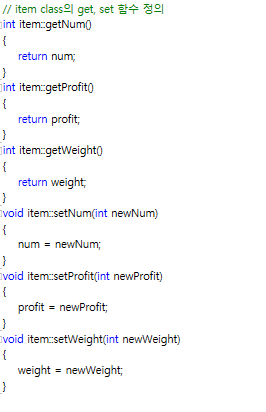 // item class의 get, set 함수 정의
int item::getNum()
{
return num;
}
int item::getProfit()
{
return profit;
}
int item::getWeight()
{
return weight;
}
void item::setNum(int newNum)
{
num = newNum;
}
void item::setProfit(int newProfit)
{
profit = newProfit;
}
void item::setWeight(int newWeight)
{
weight = newWeight;
}